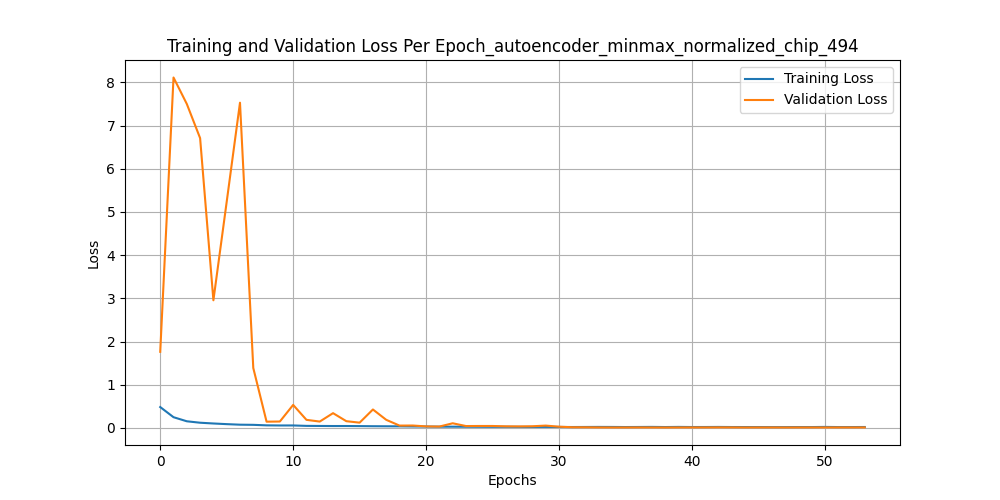 Training and Validation Loss Per Epoch_autoencoder_minmax_normalized_chip_494
Training Loss
Validation Loss
8
7
6
5
4
3
2
1
0
Loss
0 10 20 30 40 50
Epochs